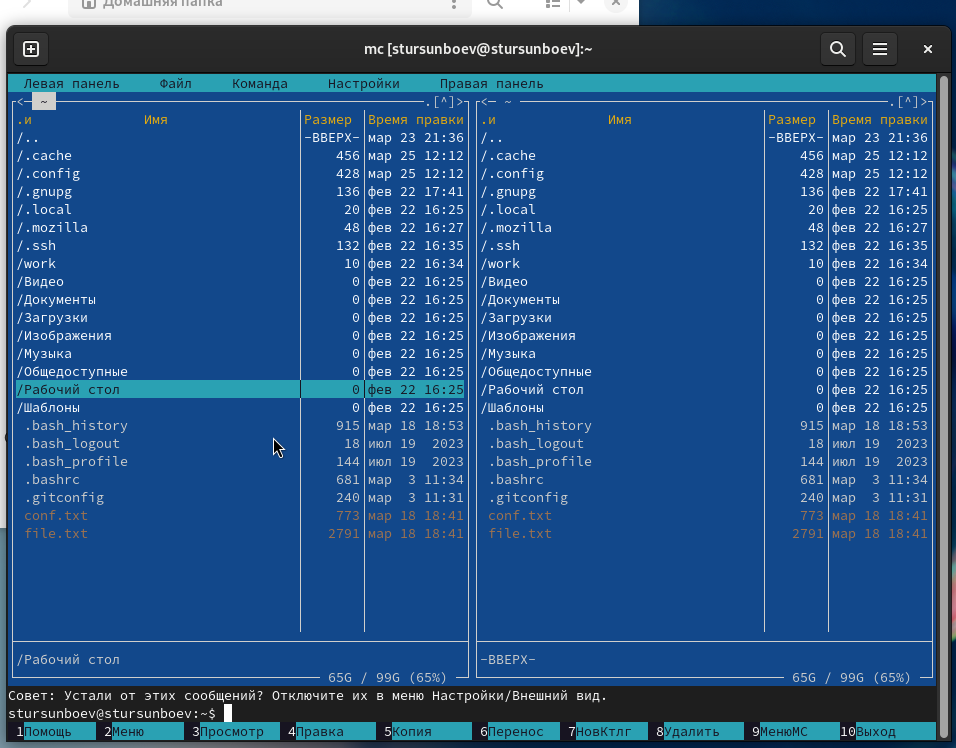 Домашняя папка
mc [stursunboev@stursunboev]:~
Левая панель Файл Команда Настройки Правая панель
<- ~ .[^]> <- ~ .[^]>
.и Имя Размер Время правки .и Имя Размер Время правки
/.. -ВВЕРХ- мар 23 21:36 /.. -ВВЕРХ- мар 23 21:36
/.cache 456 мар 25 12:12 /.cache 456 мар 25 12:12
/.config 428 мар 25 12:12 /.config 428 мар 25 12:12
/.gnupg 136 фев 22 17:41 /.gnupg 136 фев 22 17:41
/.local 20 фев 22 16:25 /.local 20 фев 22 16:25
/.mozilla 48 фев 22 16:27 /.mozilla 48 фев 22 16:27
/.ssh 132 фев 22 16:35 /.ssh 132 фев 22 16:35
/work 10 фев 22 16:34 /work 10 фев 22 16:34
/Видео 0 фев 22 16:25 /Видео 0 фев 22 16:25
/Документы 0 фев 22 16:25 /Документы 0 фев 22 16:25
/Загрузки 0 фев 22 16:25 /Загрузки 0 фев 22 16:25
/Изображения 0 фев 22 16:25 /Изображения 0 фев 22 16:25
/Музыка 0 фев 22 16:25 /Музыка 0 фев 22 16:25
/Общедоступные 0 фев 22 16:25 /Общедоступные 0 фев 22 16:25
/Рабочий стол 0 фев 22 16:25 /Рабочий стол 0 фев 22 16:25
/Шаблоны 0 фев 22 16:25 /Шаблоны 0 фев 22 16:25
.bash_history 915 мар 18 18:53 .bash_history 915 мар 18 18:53
.bash_logout 18 июл 19 2023 .bash_logout 18 июл 19 2023
.bash_profile 144 июл 19 2023 .bash_profile 144 июл 19 2023
.bashrc 681 мар 3 11:34 .bashrc 681 мар 3 11:34
.gitconfig 240 мар 3 11:31 .gitconfig 240 мар 3 11:31
conf.txt 773 мар 18 18:41 conf.txt 773 мар 18 18:41
file.txt 2791 мар 18 18:41 file.txt 2791 мар 18 18:41
/Рабочий стол -ВВЕРХ-
65G / 99G (65%) 65G / 99G (65%)
Совет: Устали от этих сообщений? Отключите их в меню Настройки/Внешний вид.
stursunboev@stursunboev:~$
1Помощь 2Меню 3Просмотр 4Правка 5Копия 6Перенос 7НовКтлг 8Удалить 9МенюМС 10Выход